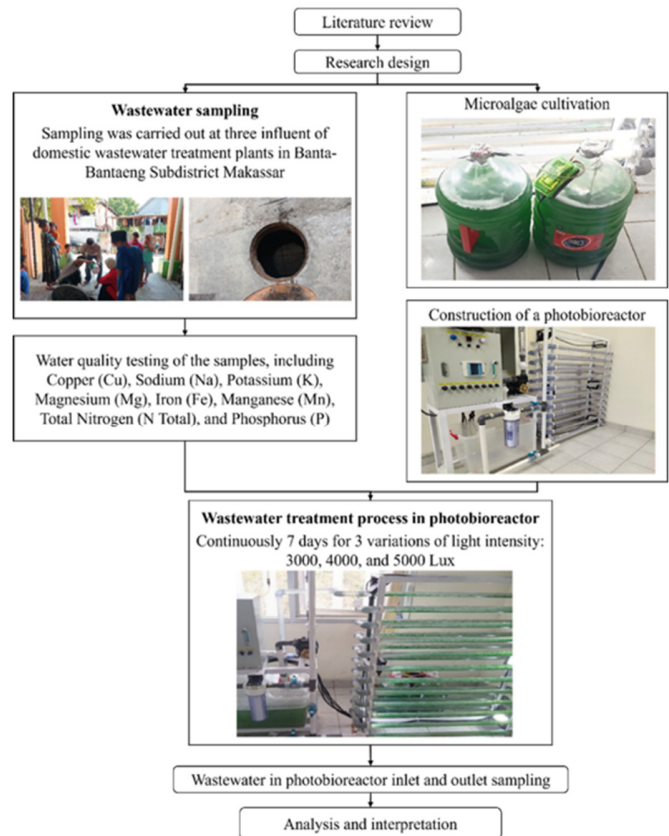 Literature review
Research design
Wastewater sampling
Sampling was carried out at three influent of
domestic wastewater treatment plants in Banta-
Bantaeng Subdistrict Makassar
Microalgae cultivation
Water quality testing of the samples, including
Copper (Cu), Sodium (Na), Potassium (K),
Magnesium (Mg), Iron (Fe), Manganese (Mn),
Total Nitrogen (N Total), and Phosphorus (P)
Construction of a photobioreactor
Wastewater treatment process in photobioreactor
Continuously 7 days for 3 variations of light intensity:
3000, 4000, and 5000 Lux
Wastewater in photobioreactor inlet and outlet sampling
Analysis and interpretation